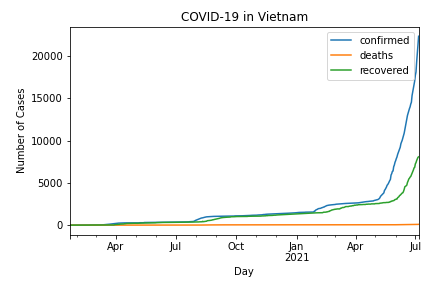 COVID-19 in Vietnam
confirmed
deaths
recovered
Number of Cases
20000
15000
10000
5000
0
Apr
Jul
Oct
Jan
2021
Apr
Jul
Day